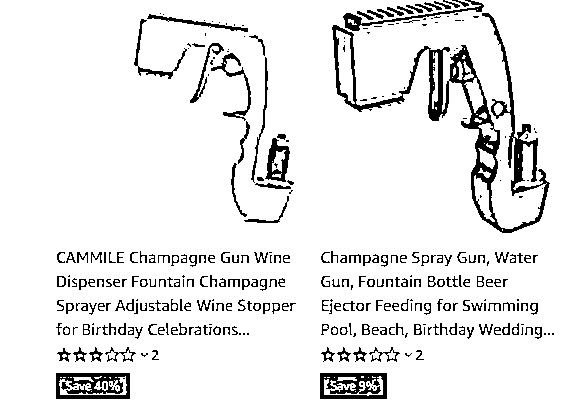 CAMMILE Champagne Gun Wine
Dispenser Fountain Champagne
Sprayer Adjustable Wine Stopper
for Birthday Celebrations...
2
Save 40%
Champagne Spray Gun, Water
Gun, Fountain Bottle Beer
Ejector Feeding for Swimming
Pool, Beach, Birthday Wedding...
2
Save 9%